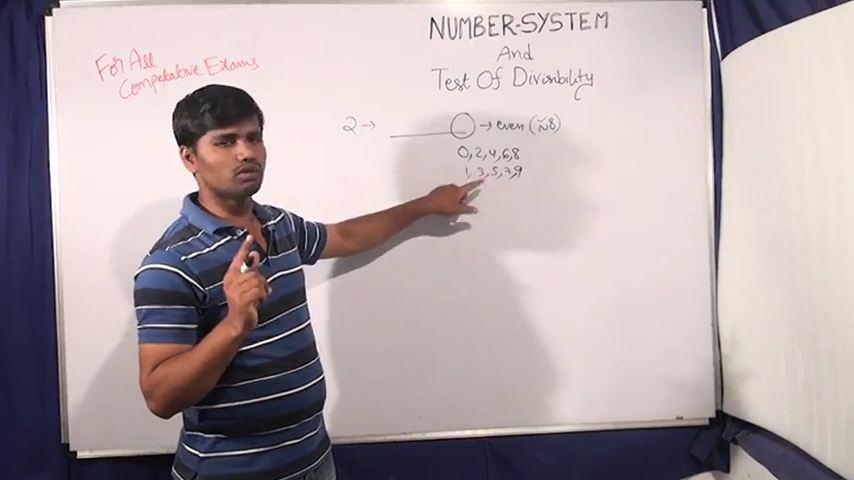 For All
Competative Exams
NUMBER-SYSTEM
And
Test Of Divisibility
2 → → even
0, 2, 4, 6, 8
1, 3, 5, 7, 9